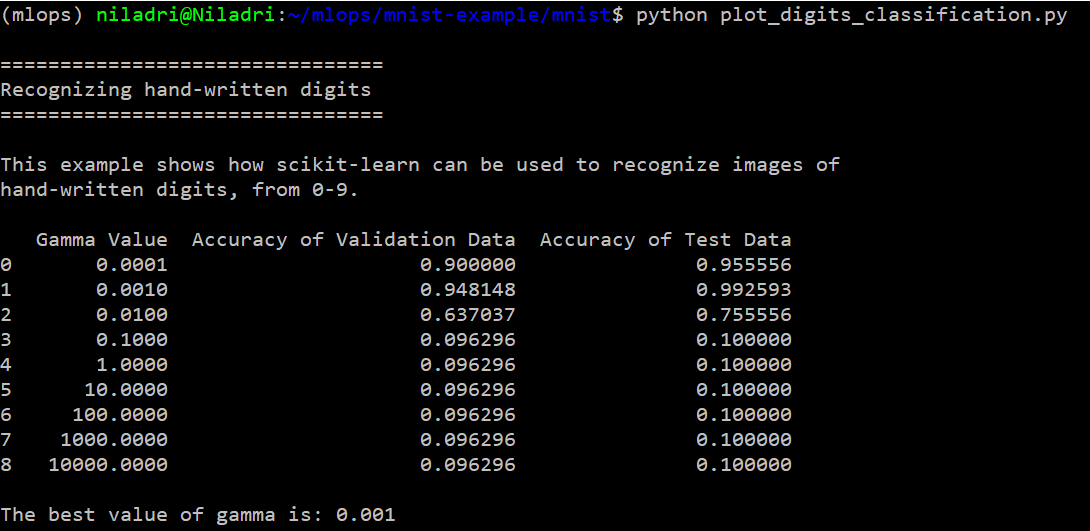 (mlops) niladri@Niladri:~/mlops/mnist-example/mnist$ python plot_digits_classification.py
================================
Recognizing hand-written digits
================================
This example shows how scikit-learn can be used to recognize images of
hand-written digits, from 0-9.
Gamma Value  Accuracy of Validation Data  Accuracy of Test Data
0       0.0001                     0.900000               0.955556
1       0.0010                     0.948148               0.992593
2       0.0100                     0.637037               0.755556
3       0.1000                     0.096296               0.100000
4       1.0000                     0.096296               0.100000
5      10.0000                     0.096296               0.100000
6     100.0000                     0.096296               0.100000
7    1000.0000                     0.096296               0.100000
8   10000.0000                     0.096296               0.100000
The best value of gamma is: 0.001